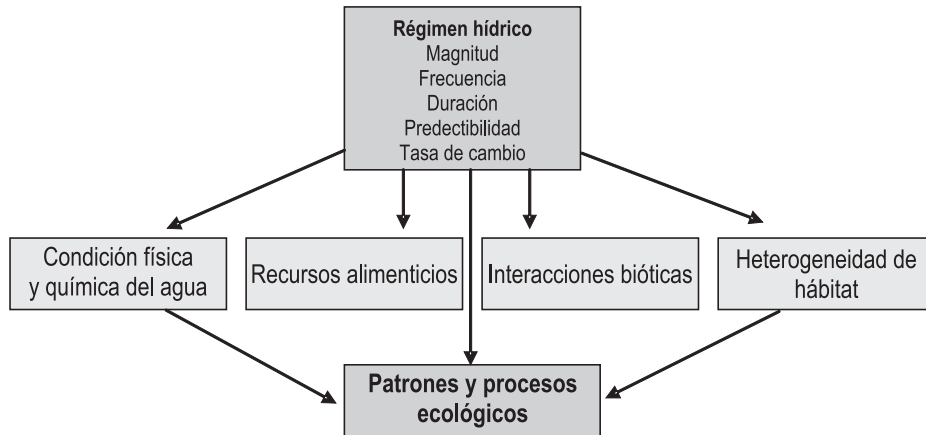 Régimen hídrico
Magnitud
Frecuencia
Duración
Predectibilidad
Tasa de cambio
Condición física
y química del agua
Recursos alimenticios
Interacciones bióticas
Heterogeneidad de
hábitat
Patrones y procesos
ecológicos